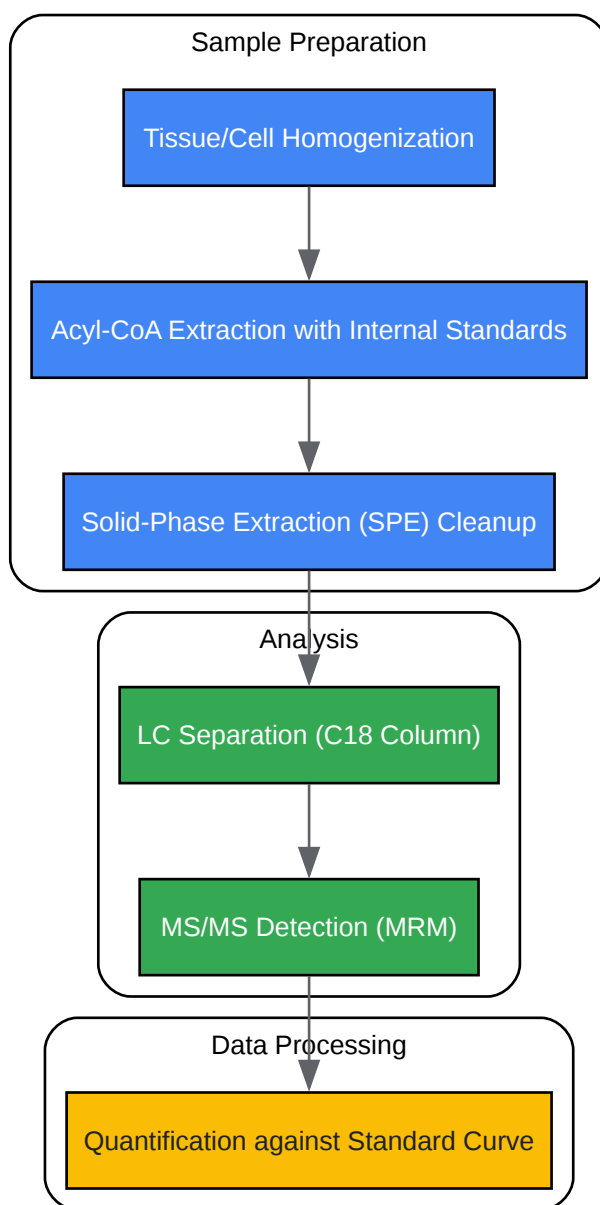 Sample Preparation
Tissue/Cell Homogenization
Acyl-CoA Extraction with Internal Standards
Solid-Phase Extraction (SPE) Cleanup
Analysis
LC Separation (C18 Column)
MS/MS Detection (MRM)
Data Processing
Quantification against Standard Curve